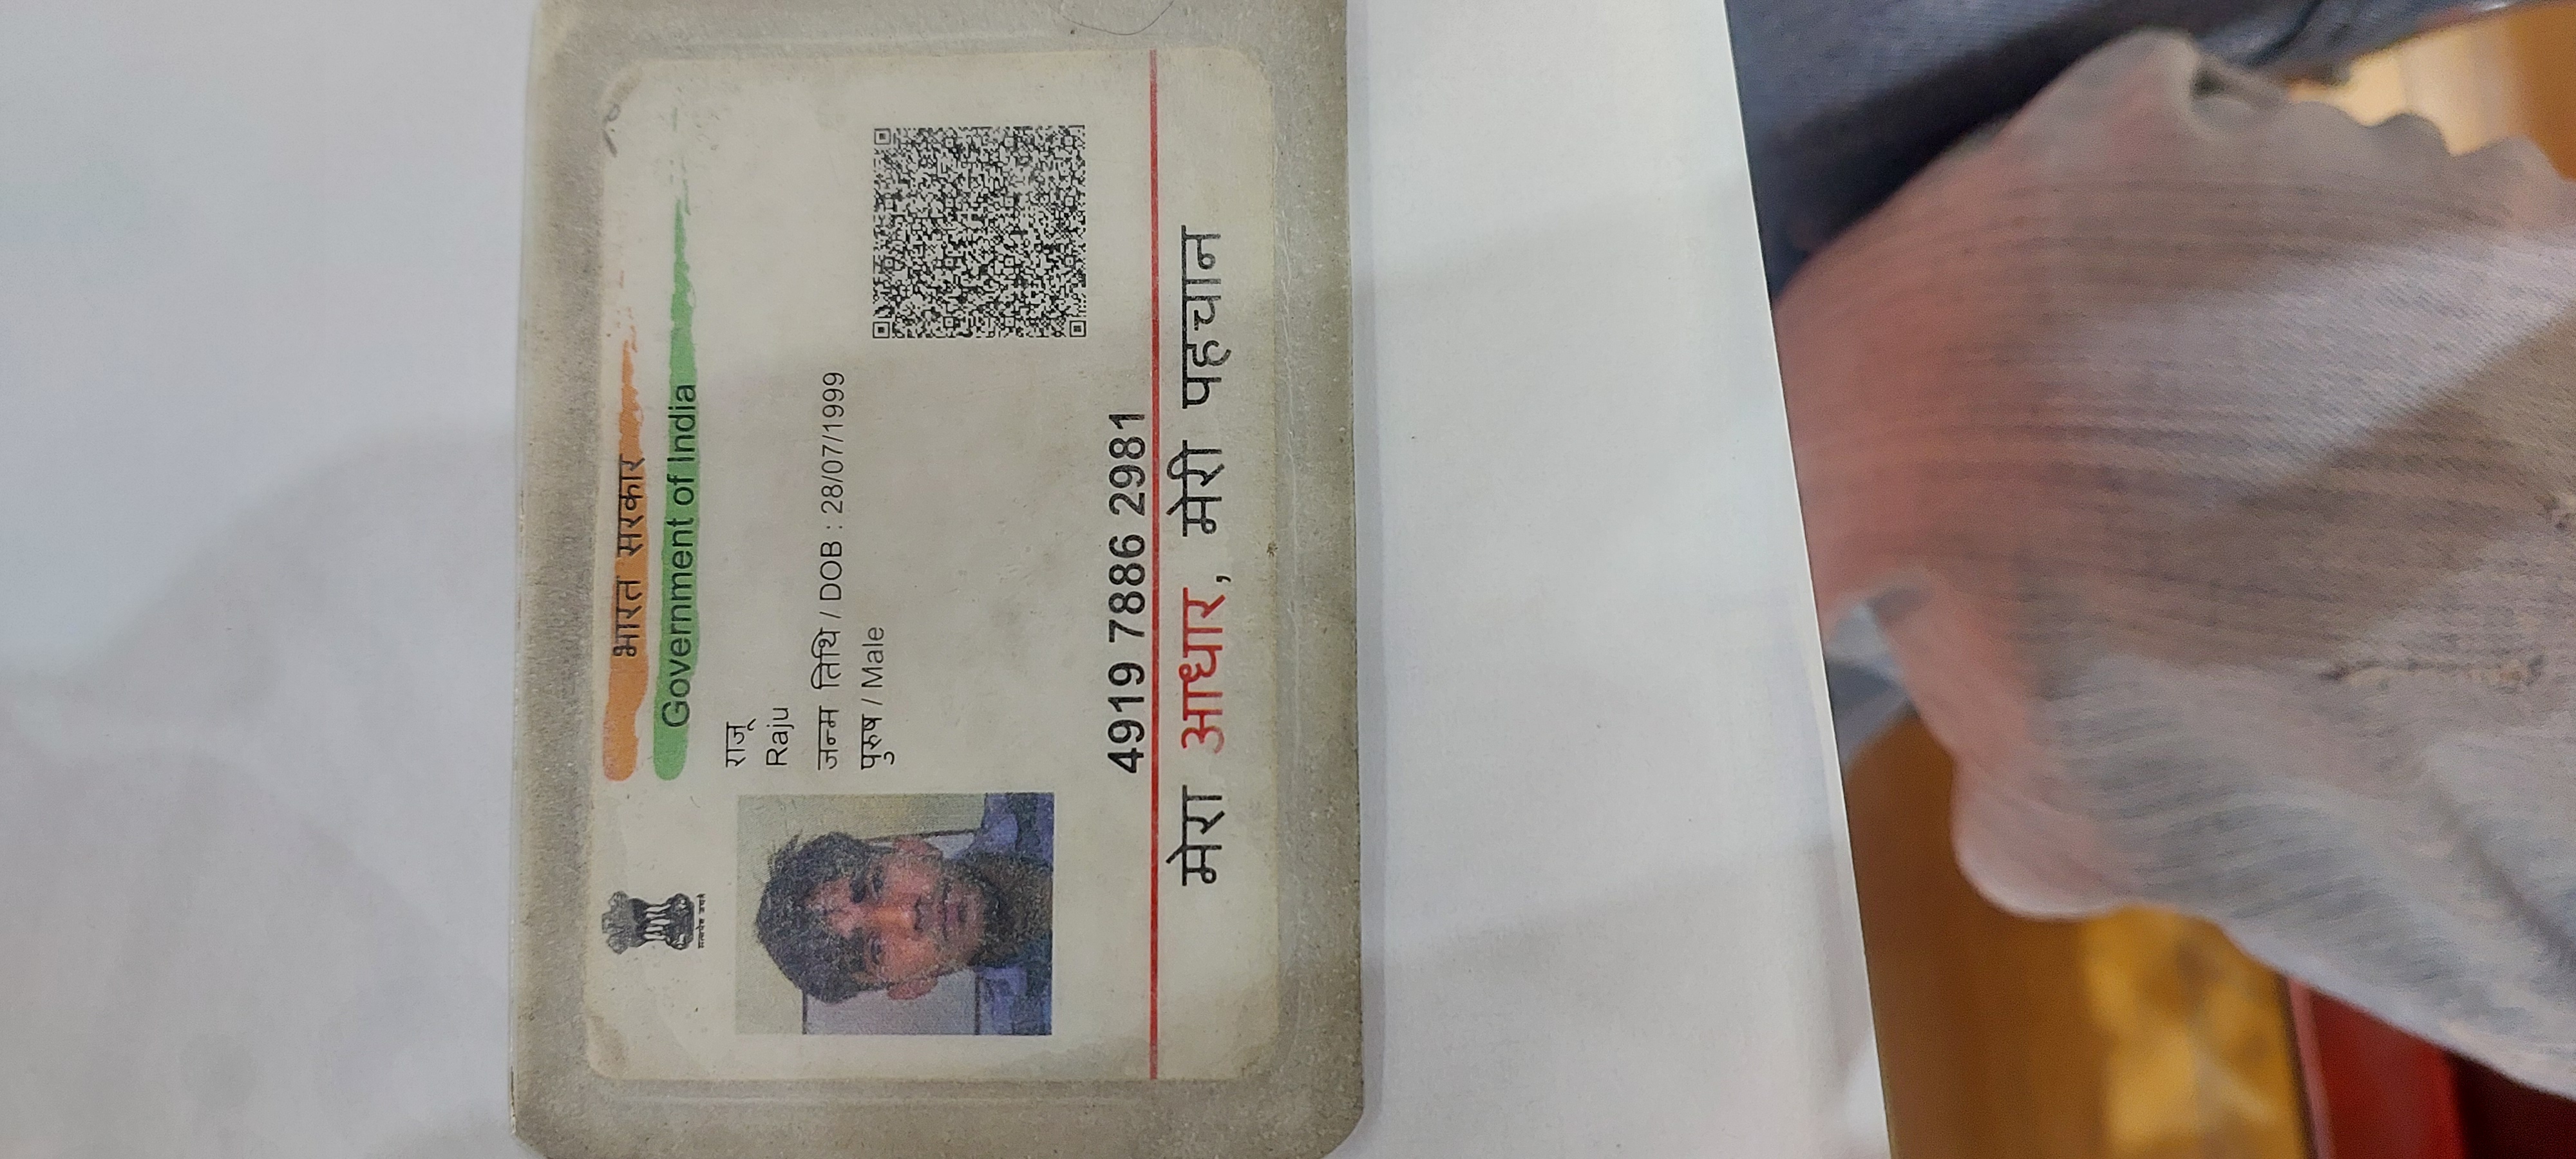 भारत सरकार
Government of India
राजू
Raju
जन्म तिथि / DOB : 28/07/1999
पुरुष / Male
4919 7886 2981
मेरा आधार, मेरी पहचान